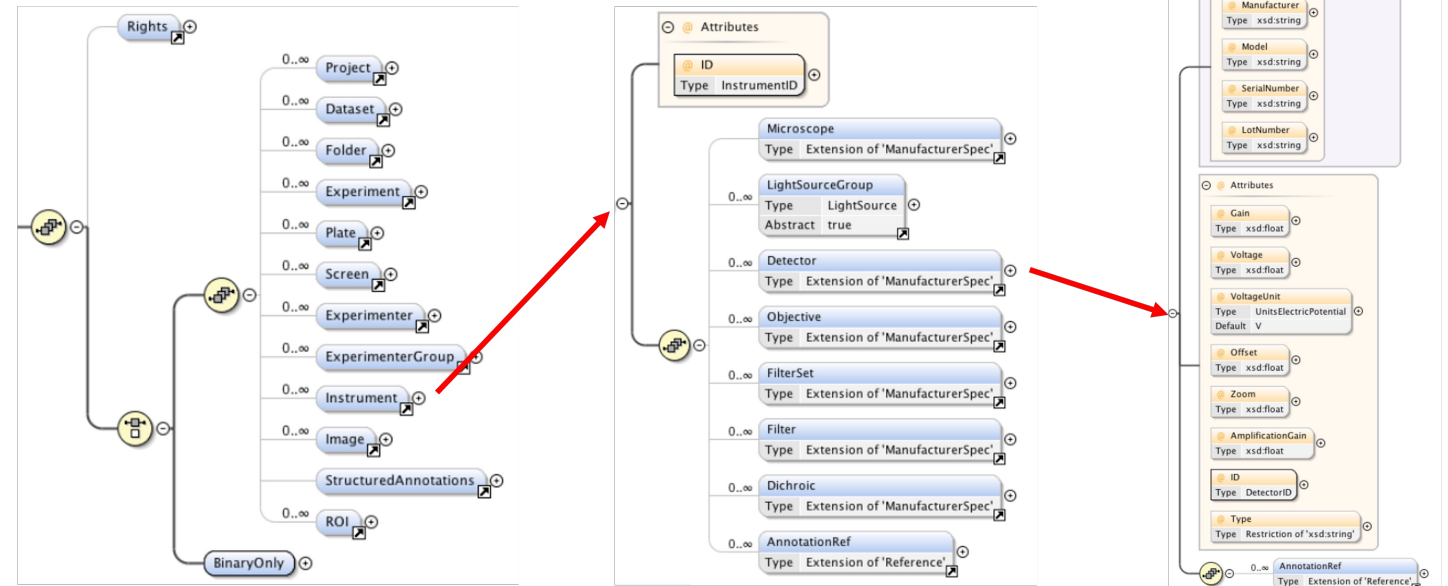 Rights
0..∞ Project
0..∞ Dataset
0..∞ Folder
0..∞ Experiment
0..∞ Plate
0..∞ Screen
0..∞ Experimenter
0..∞ ExperimenterGroup
0..∞ Instrument
0..∞ Image
StructuredAnnotations
0..∞ ROI
BinaryOnly
@ Attributes
@ ID
Type InstrumentID
Microscope
Type Extension of 'ManufacturerSpec'
LightSourceGroup
0..∞ Type LightSource
Abstract true
0..∞ Detector
Type Extension of 'ManufacturerSpec'
0..∞ Objective
Type Extension of 'ManufacturerSpec'
0..∞ FilterSet
Type Extension of 'ManufacturerSpec'
0..∞ Filter
Type Extension of 'ManufacturerSpec'
0..∞ Dichroic
Type Extension of 'ManufacturerSpec'
0..∞ AnnotationRef
Type Extension of 'Reference'
@ Manufacturer
Type xsd:string
@ Model
Type xsd:string
@ SerialNumber
Type xsd:string
@ LotNumber
Type xsd:string
@ Attributes
@ Gain
Type xsd:float
@ Voltage
Type xsd:float
@ VoltageUnit
Type UnitsElectricPotential
Default V
@ Offset
Type xsd:float
@ Zoom
Type xsd:float
@ AmplificationGain
Type xsd:float
@ ID
Type DetectorID
@ Type
Type Restriction of 'xsd:string'
0..∞ AnnotationRef
Type Extension of 'Reference'